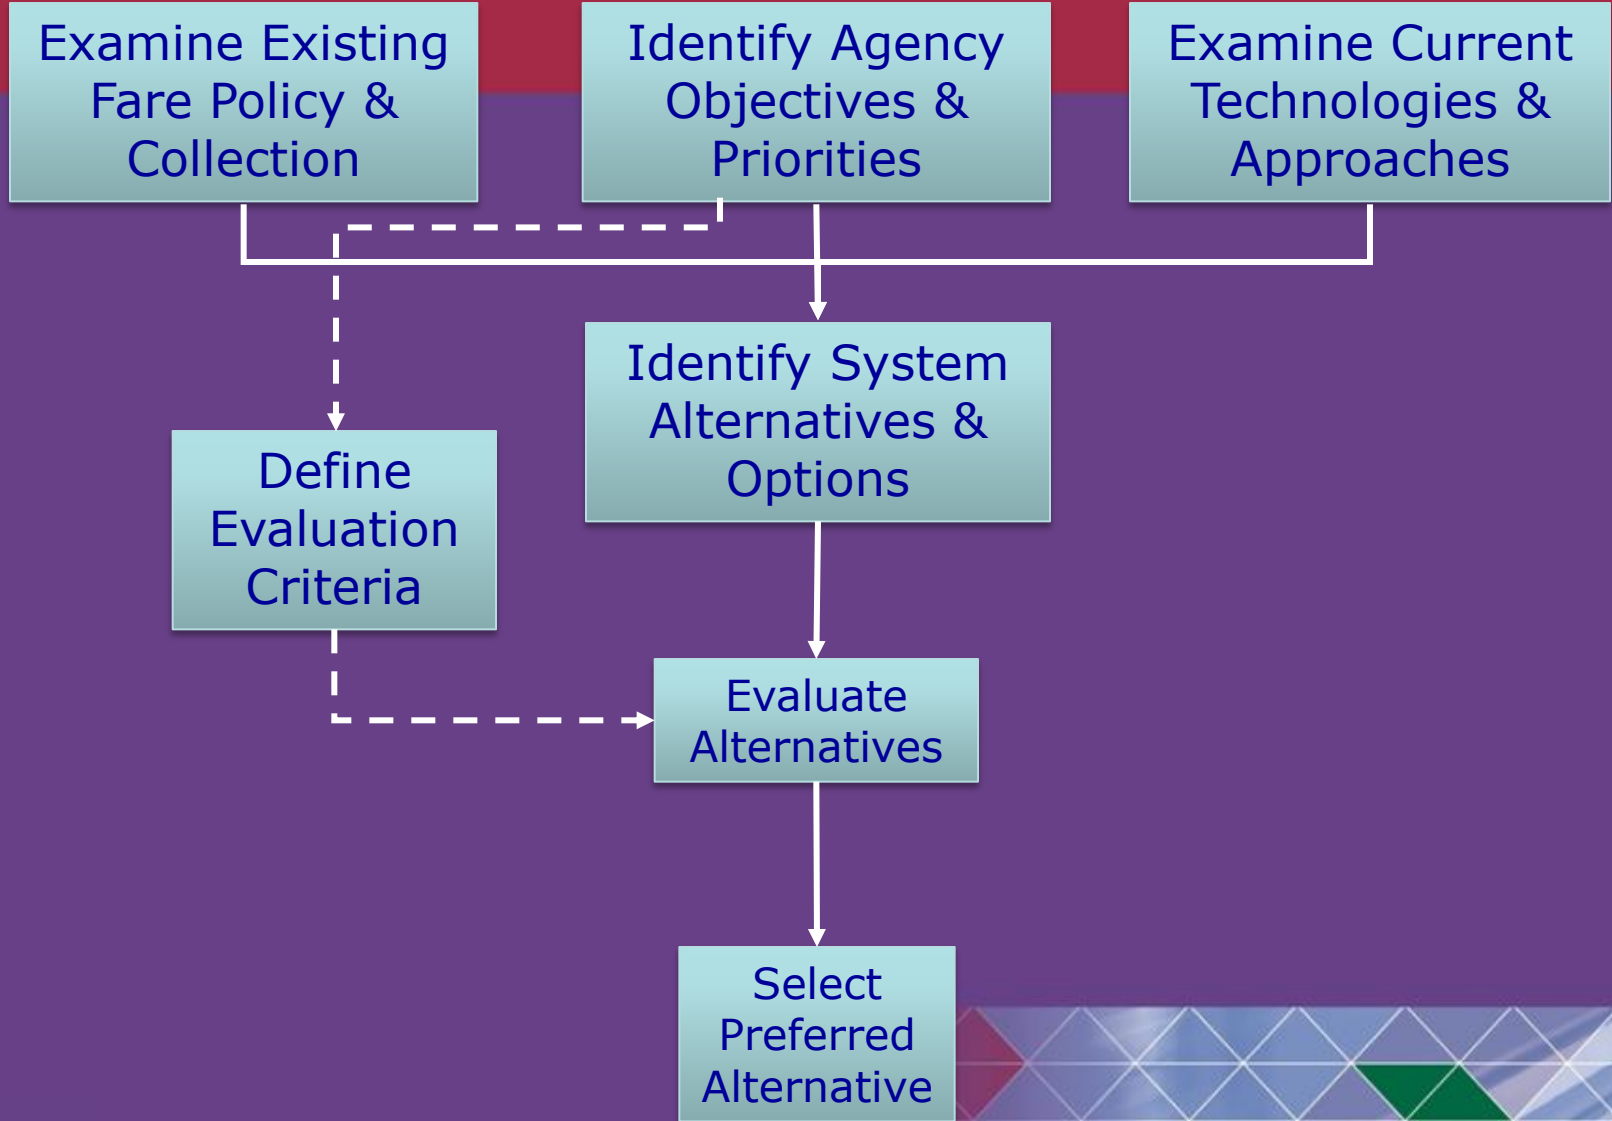 Examine Existing
Fare Policy &
Collection
Identify Agency
Objectives &
Priorities
Examine Current
Technologies &
Approaches
Identify System
Alternatives &
Options
Define
Evaluation
Criteria
Evaluate
Alternatives
Select
Preferred
Alternative